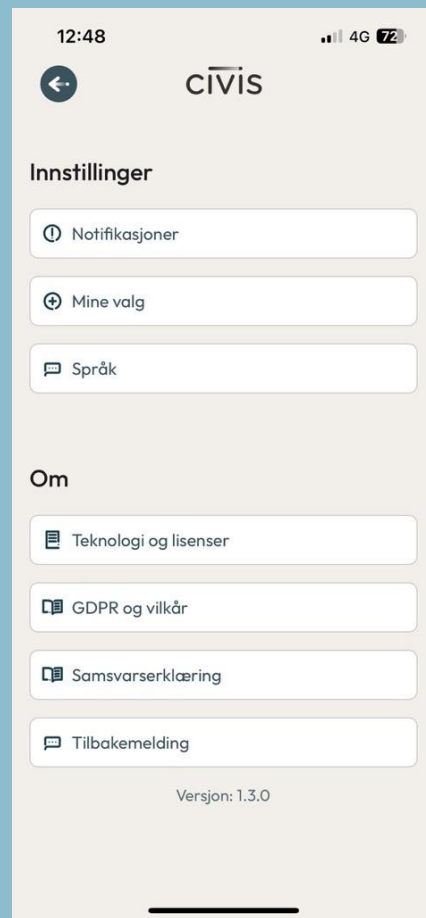 12:48
4G 72
civis
Innstillinger
Notifikasjoner
Mine valg
Språk
Om
Teknologi og lisenser
GDPR og vilkår
Samsvarserklæring
Tilbakemelding
Versjon: 1.3.0